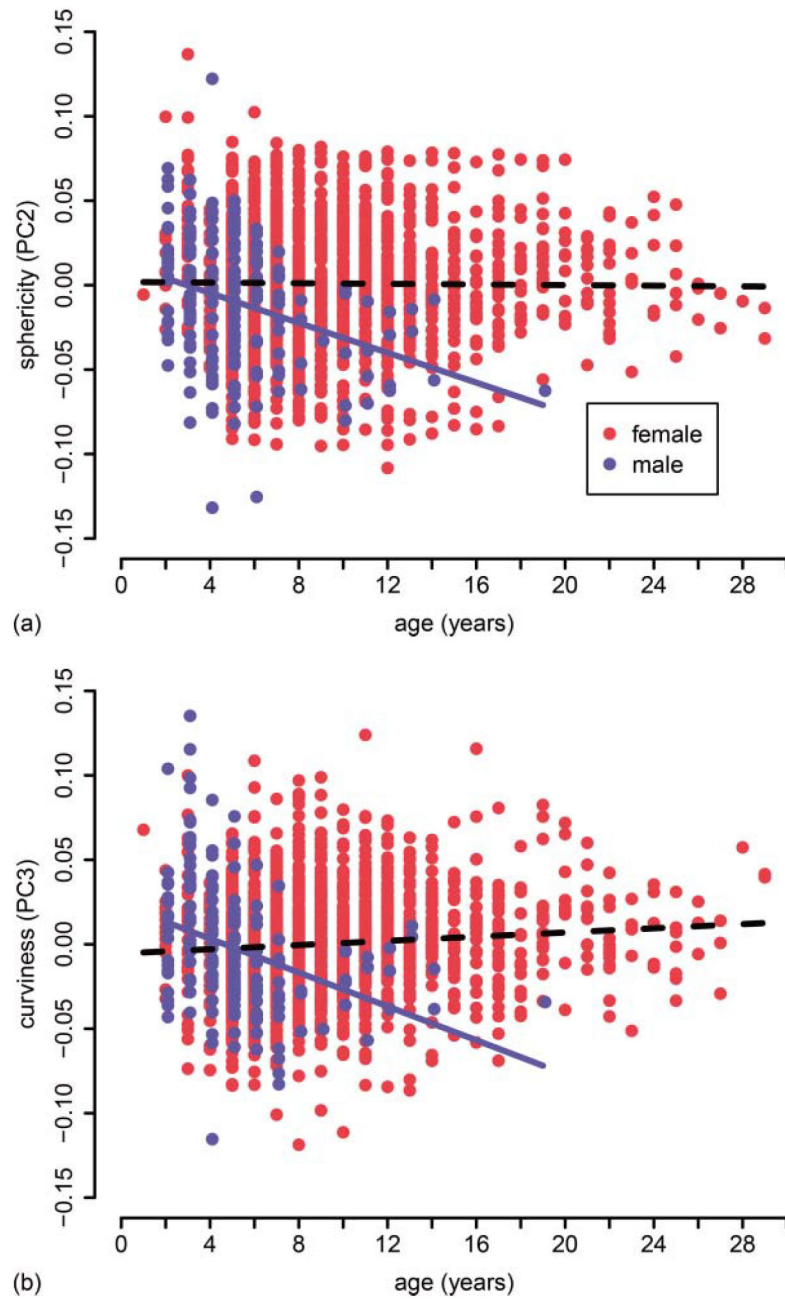 0.15
0.10
0.05
0.00
−0.05
−0.10
−0.15
sphericity (PC2)
female
male
0 4 8 12 16 20 24 28
age (years)
(a)
0.15
0.10
0.05
0.00
−0.05
−0.10
−0.15
curviness (PC3)
0 4 8 12 16 20 24 28
age (years)
(b)